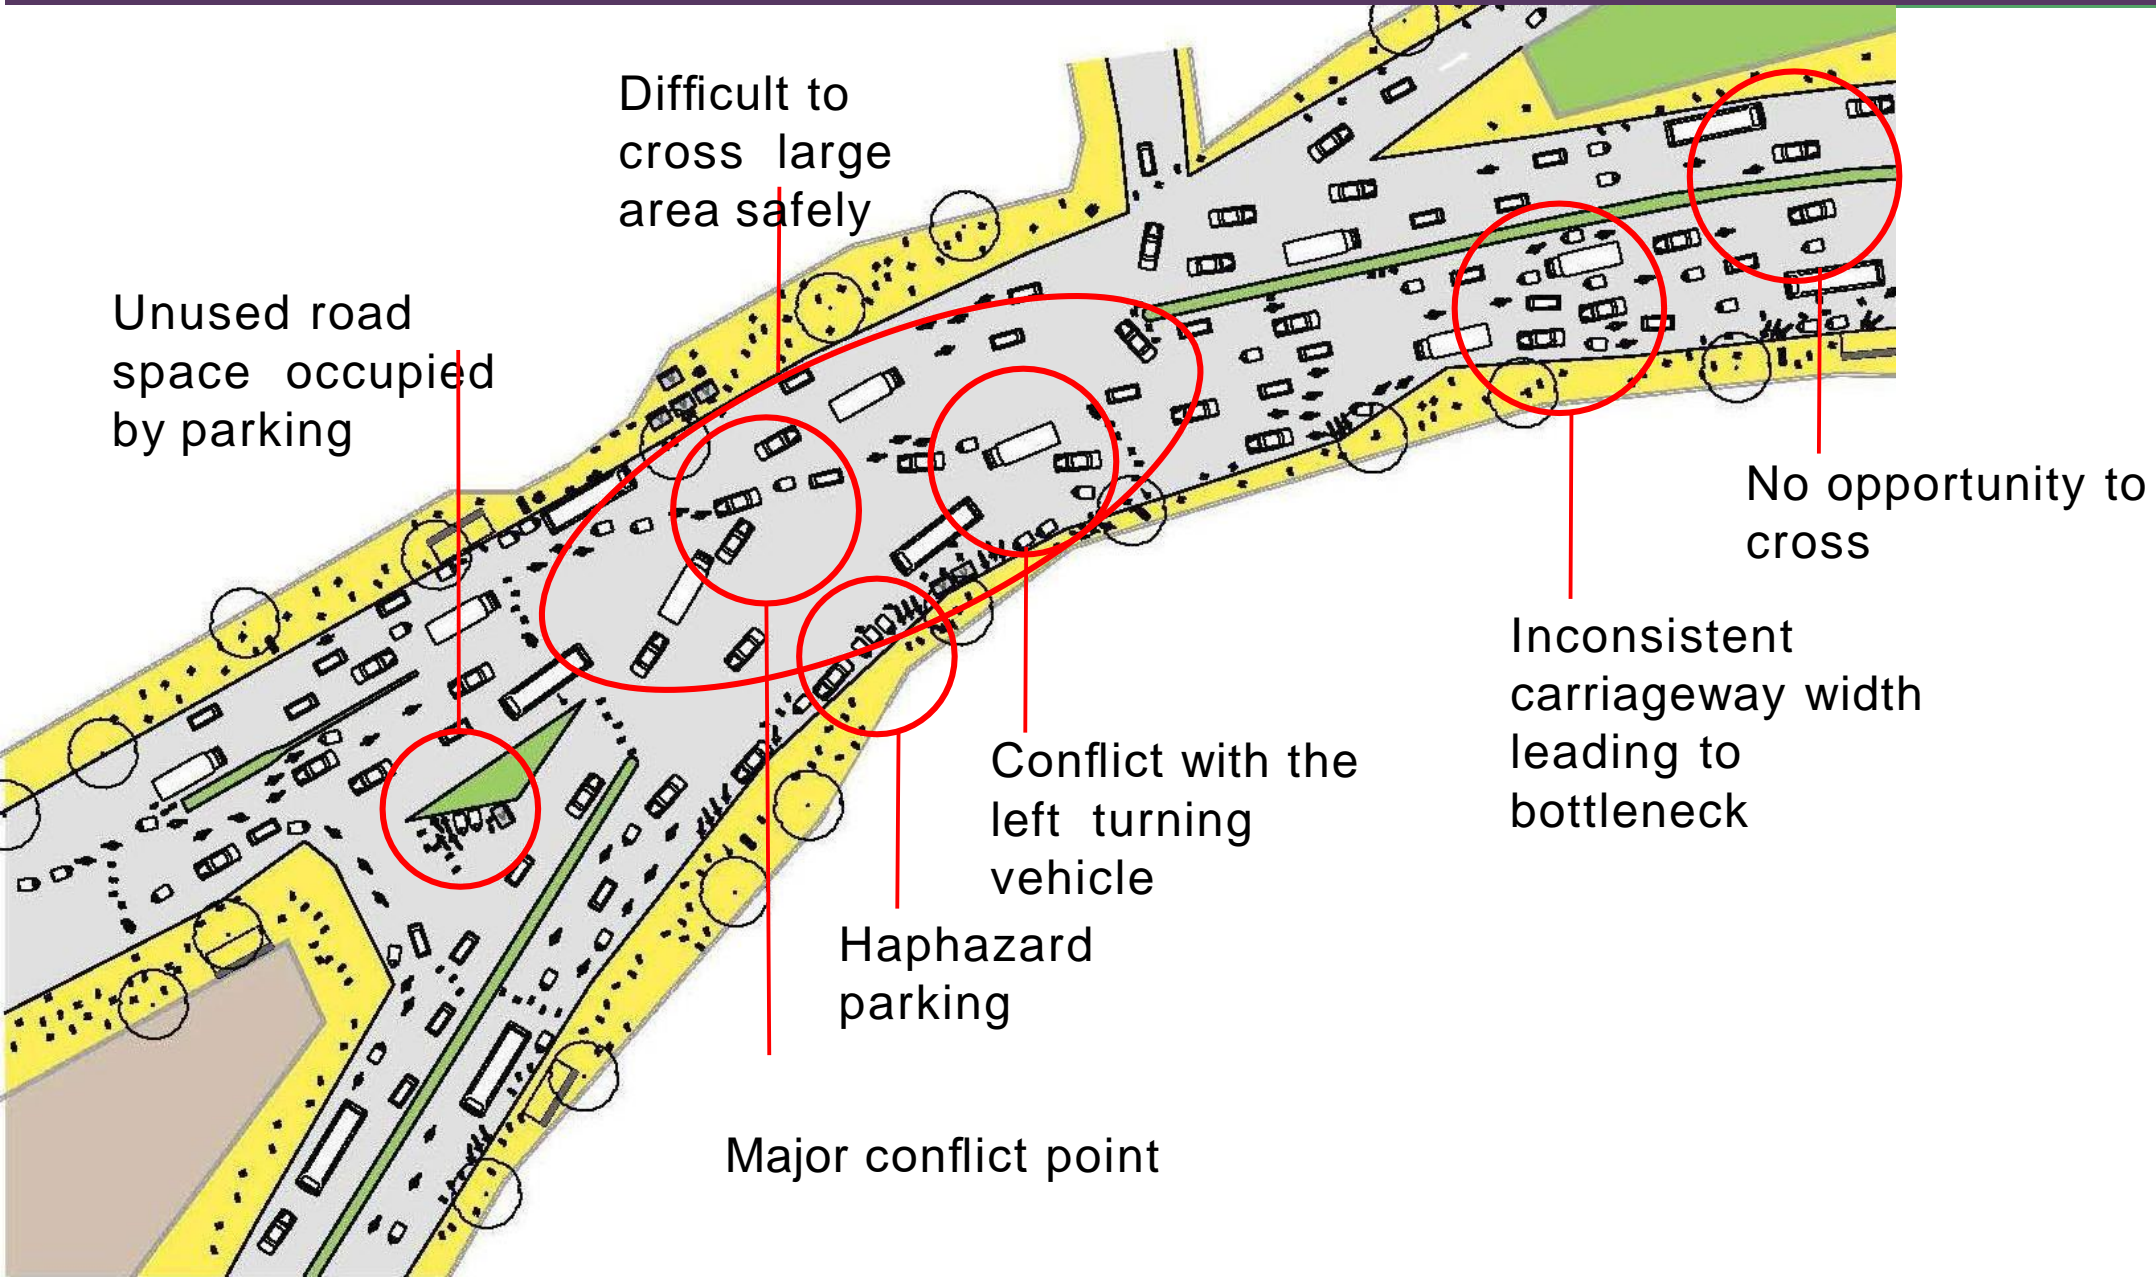 Difficult to
cross large
area safely
Unused road
space occupied
by parking
No opportunity to
cross
Inconsistent
carriageway width
leading to
bottleneck
Conflict with the
left turning
vehicle
Haphazard
parking
Major conflict point